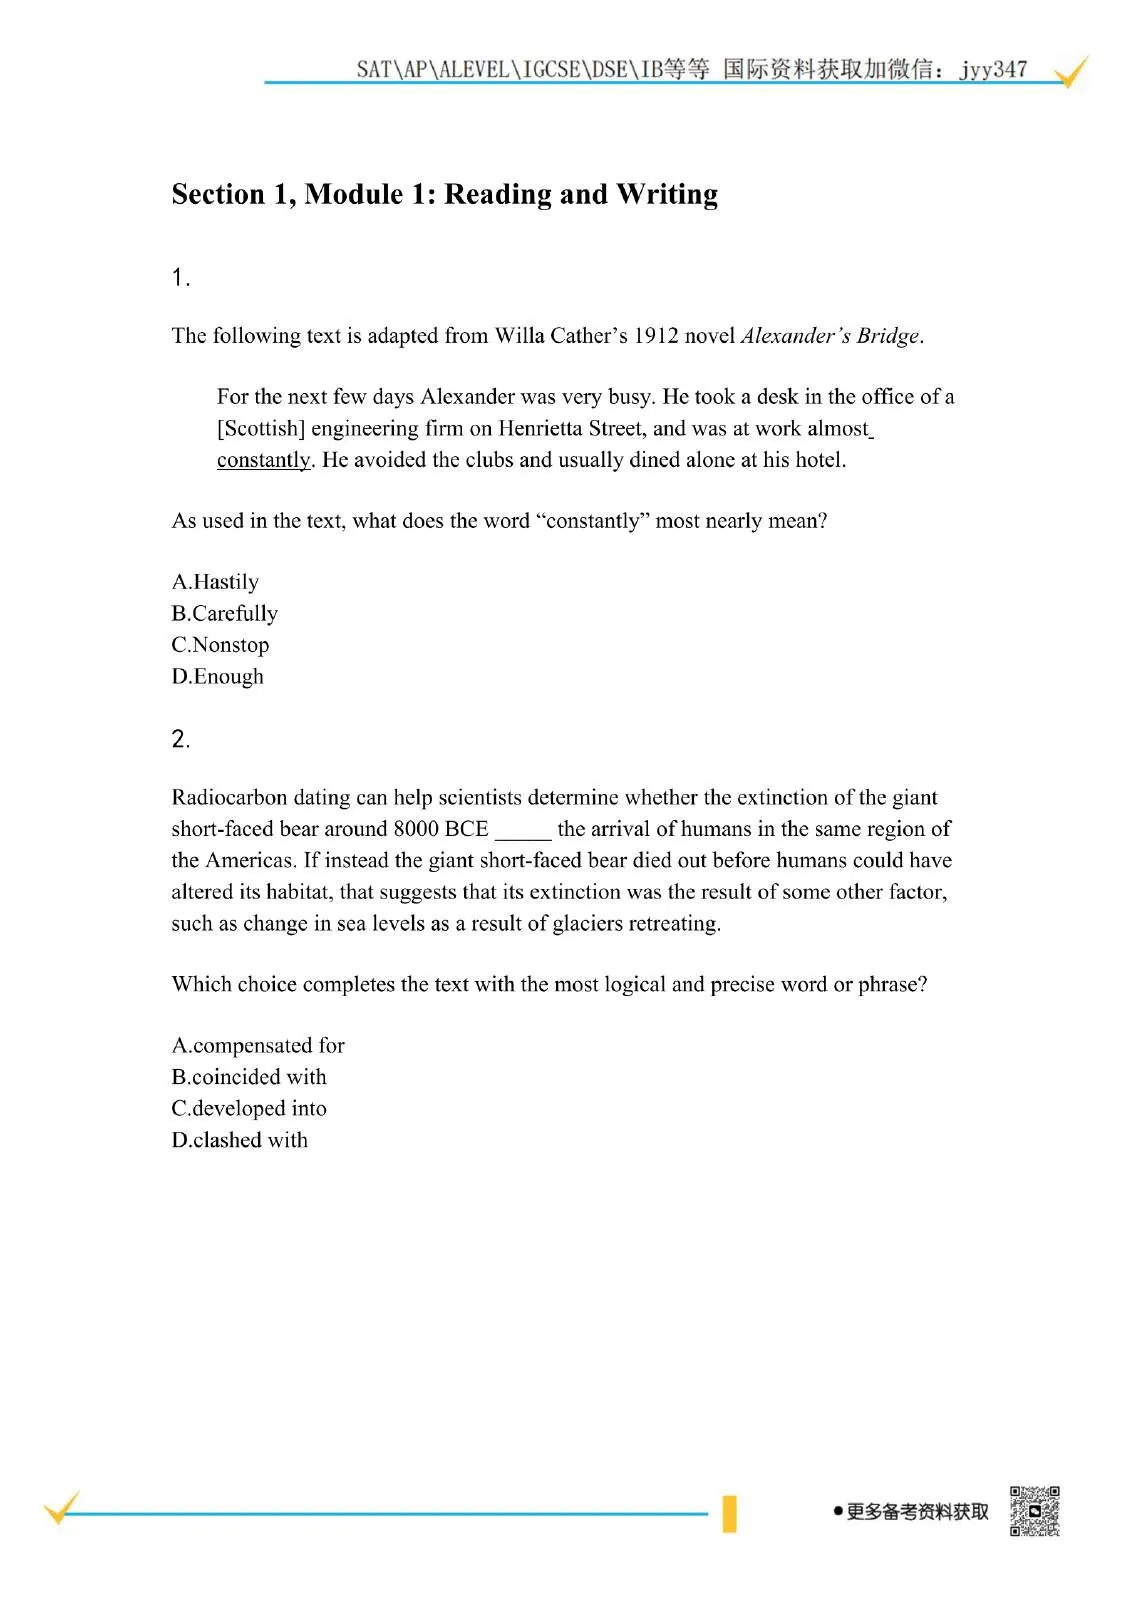 SAT\AP\ALEVEL\IGCSE\DSE\IB等等 国际资料获取加微信：jyy347
Section 1, Module 1: Reading and Writing
1.
The following text is adapted from Willa Cather’s 1912 novel Alexander’s Bridge.
For the next few days Alexander was very busy. He took a desk in the office of a
[Scottish] engineering firm on Henrietta Street, and was at work almost
constantly. He avoided the clubs and usually dined alone at his hotel.
As used in the text, what does the word “constantly” most nearly mean?
A.Hastily
B.Carefully
C.Nonstop
D.Enough
2.
Radiocarbon dating can help scientists determine whether the extinction of the giant
short-faced bear around 8000 BCE _____ the arrival of humans in the same region of
the Americas. If instead the giant short-faced bear died out before humans could have
altered its habitat, that suggests that its extinction was the result of some other factor,
such as change in sea levels as a result of glaciers retreating.
Which choice completes the text with the most logical and precise word or phrase?
A.compensated for
B.coincided with
C.developed into
D.clashed with
●更多备考资料获取